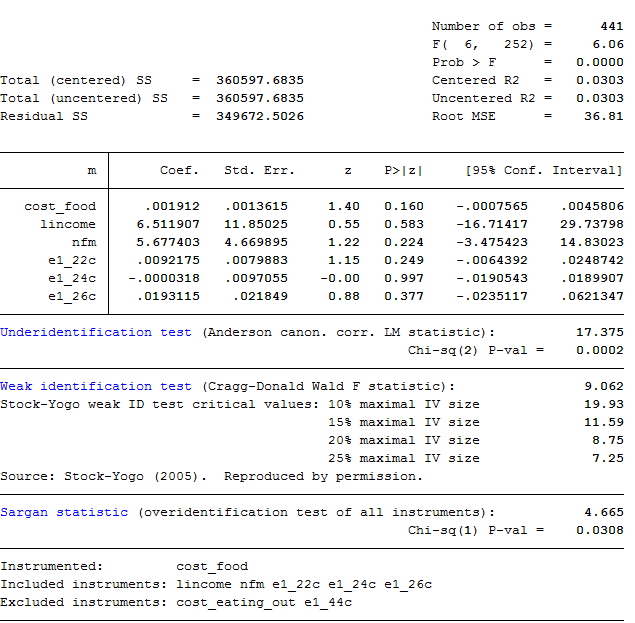 Number of obs = 441
F( 6, 252) = 6.06
Prob > F = 0.0000
Total (centered) SS = 360597.6835 Centered R2 = 0.0303
Total (uncentered) SS = 360597.6835 Uncentered R2 = 0.0303
Residual SS = 349672.5026 Root MSE = 36.81
m Coef. Std. Err. z P>|z| [95% Conf. Interval]
cost_food .001912 .0013615 1.40 0.160 -.0007565 .0045806
lincome 6.511907 11.85025 0.55 0.583 -16.71417 29.73798
nfm 5.677403 4.669895 1.22 0.224 -3.475423 14.83023
e1_22c .0092175 .0079883 1.15 0.249 -.0064392 .0248742
e1_24c -.0000318 .0097055 -0.00 0.997 -.0190543 .0189907
e1_26c .0193115 .021849 0.88 0.377 -.0235117 .0621347
Underidentification test (Anderson canon. corr. LM statistic): 17.375
Chi-sq(2) P-val = 0.0002
Weak identification test (Cragg-Donald Wald F statistic): 9.062
Stock-Yogo weak ID test critical values: 10% maximal IV size 19.93
15% maximal IV size 11.59
20% maximal IV size 8.75
25% maximal IV size 7.25
Source: Stock-Yogo (2005). Reproduced by permission.
Sargan statistic (overidentification test of all instruments): 4.665
Chi-sq(1) P-val = 0.0308
Instrumented: cost_food
Included instruments: lincome nfm e1_22c e1_24c e1_26c
Excluded instruments: cost_eating_out e1_44c